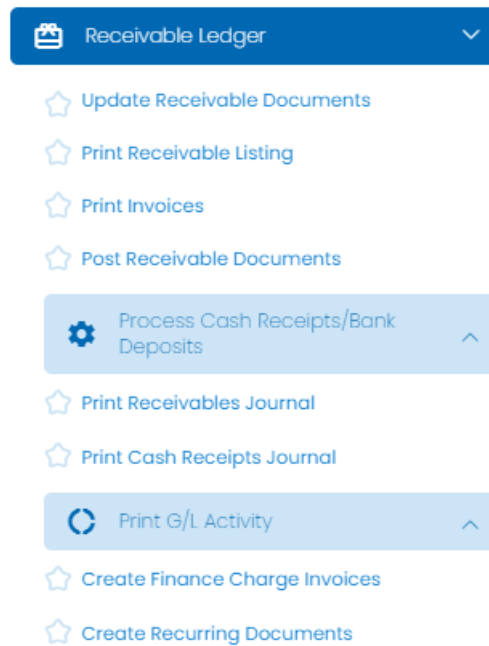 Receivable Ledger
Update Receivable Documents
Print Receivable Listing
Print Invoices
Post Receivable Documents
Process Cash Receipts/Bank
Deposits
Print Receivables Journal
Print Cash Receipts Journal
Print G/L Activity
Create Finance Charge Invoices
Create Recurring Documents